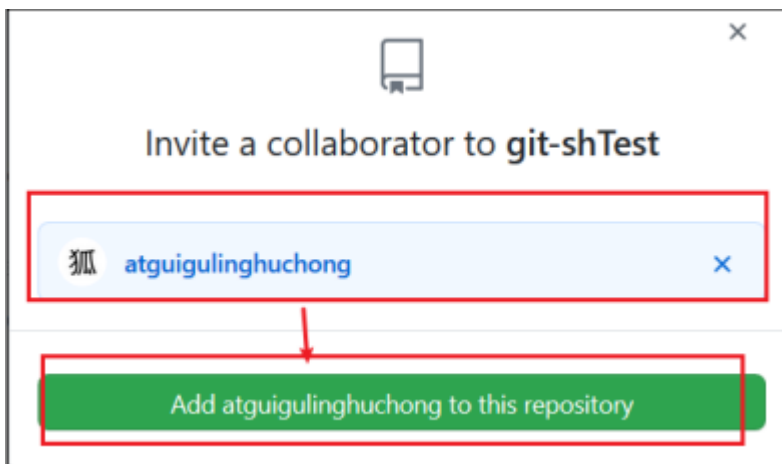 Invite a collaborator to git-shTest
狐 atguigulinghuchong
Add atguigulinghuchong to this repository